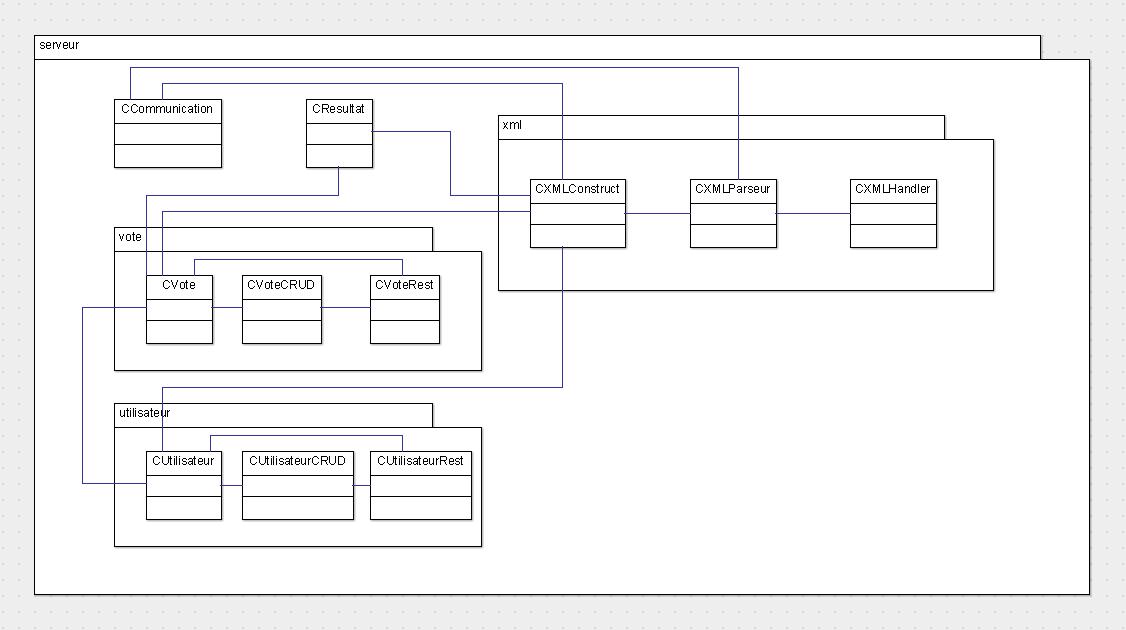 serveur
CCommunication
CResultat
xml
CXMLConstruct
CXMLParseur
CXMLHandler
vote
CVote
CVoteCRUD
CVoteRest
utilisateur
CUtilisateur
CUtilisateurCRUD
CUtilisateurRest